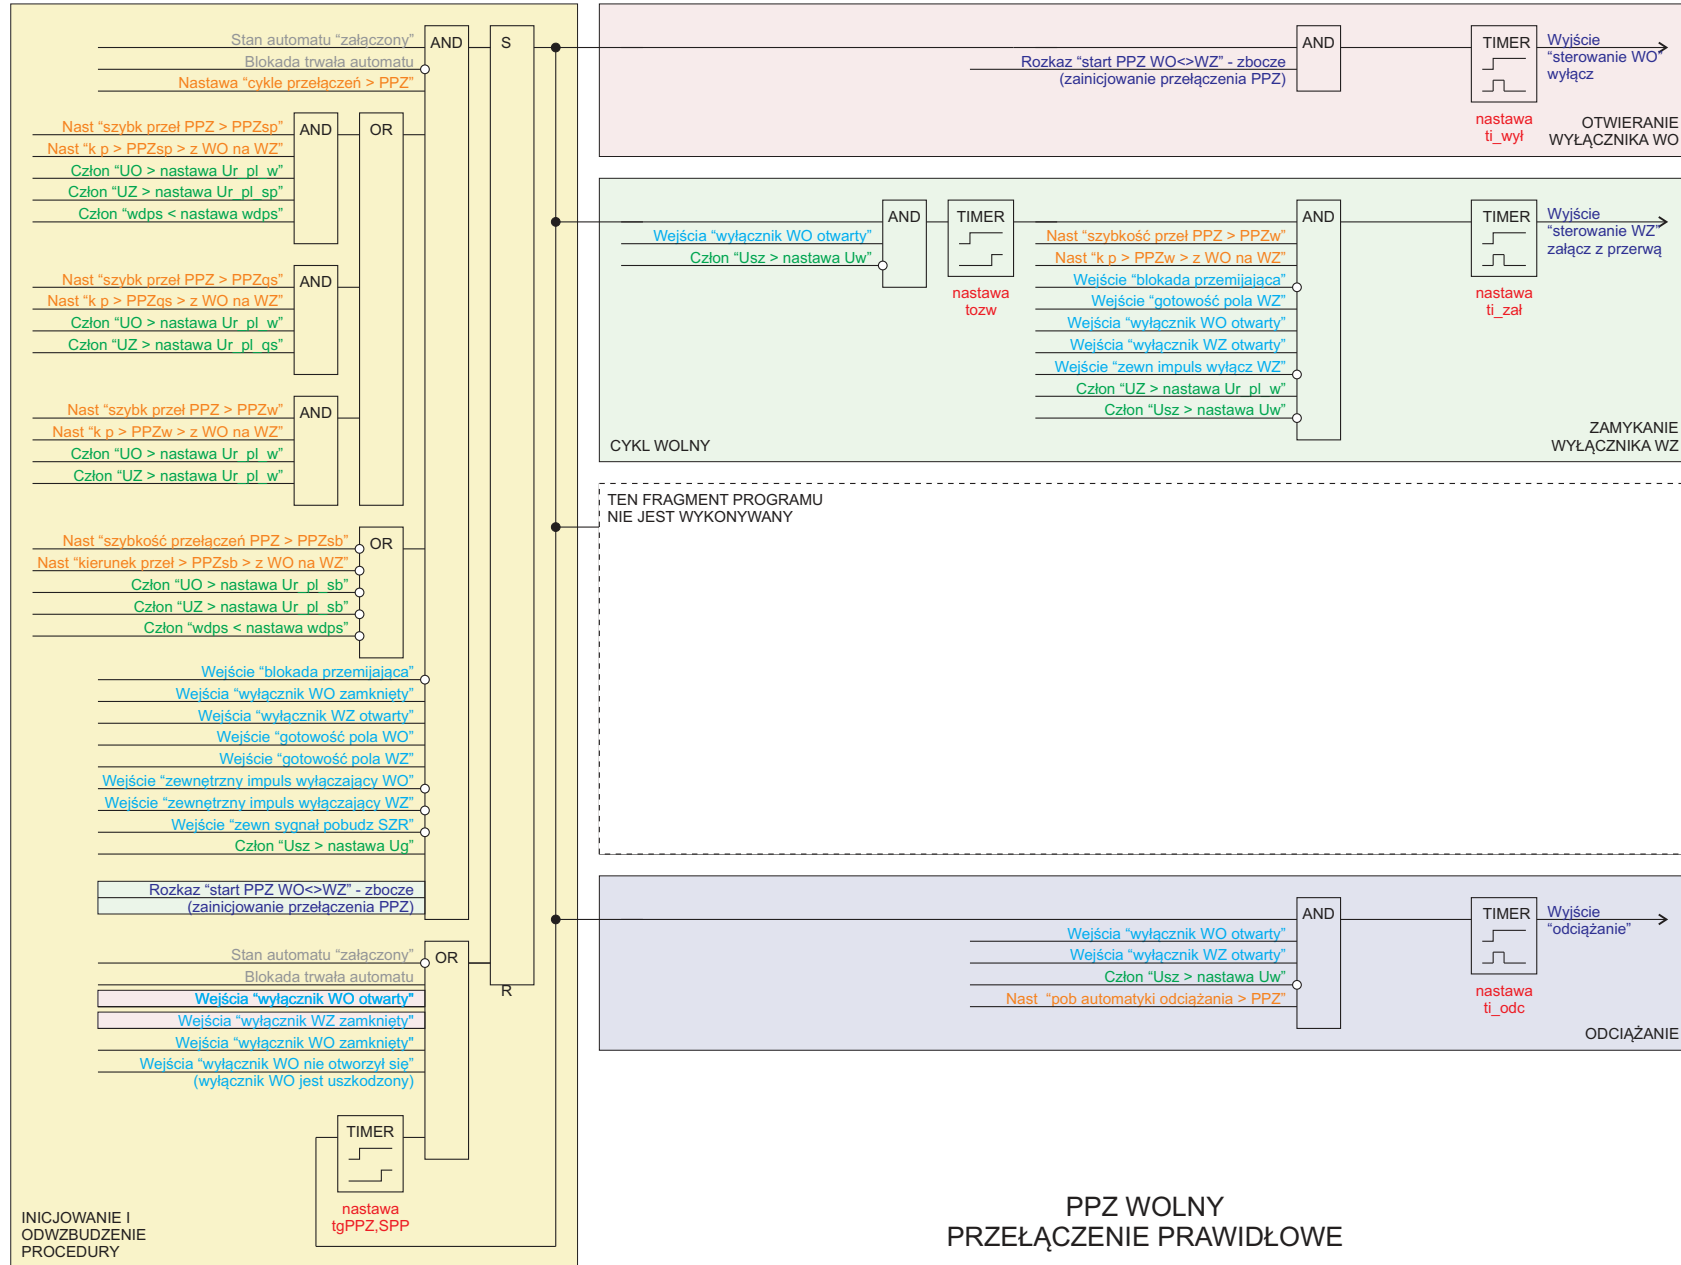 Stan automatu “załączony”
Blokada trwała automatu
Nastawa “cykle przełączeń > PPZ”
AND
S
Nast “szybk przeł PPZ > PPZsp”
Nast “k p > PPZsp > z WO na WZ”
Człon “UO > nastawa Ur_pl_w”
Człon “UZ > nastawa Ur_pl_sp”
Człon “wdps < nastawa wdps”
AND
OR
Nast “szybk przeł PPZ > PPZqs”
Nast “k p > PPZqs > z WO na WZ”
Człon “UO > nastawa Ur_pl_w”
Człon “UZ > nastawa Ur_pl_qs”
AND
Nast “szybk przeł PPZ > PPZw”
Nast “k p > PPZw > z WO na WZ”
Człon “UO > nastawa Ur_pl_w”
Człon “UZ > nastawa Ur_pl_w”
AND
Nast “szybkość przełączeń PPZ > PPZsb”
Nast “kierunek przeł > PPZsb > z WO na WZ”
Człon “UO > nastawa Ur_pl_sb”
Człon “UZ > nastawa Ur_pl_sb”
Człon “wdps < nastawa wdps”
OR
Wejście “blokada przemijająca”
Wejścia “wyłącznik WO zamknięty”
Wejścia “wyłącznik WZ otwarty”
Wejście “gotowość pola WO”
Wejście “gotowość pola WZ”
Wejście “zewnętrzny impuls wyłączający WO”
Wejście “zewnętrzny impuls wyłączający WZ”
Wejście “zewn sygnał pobudz SZR”
Człon “Usz > nastawa Ug”
Rozkaz “start PPZ WO<>WZ” - zbocze
(zainicjowanie przełączenia PPZ)
Stan automatu “załączony”
Blokada trwała automatu
Wejścia “wyłącznik WO otwarty”
Wejścia “wyłącznik WZ zamknięty”
Wejścia “wyłącznik WO zamknięty”
Wejścia “wyłącznik WO nie otworzył się”
(wyłącznik WO jest uszkodzony)
OR
R
TIMER
nastawa
tgPPZ,SPP
INICJOWANIE I
ODWZBUDZENIE
PROCEDURY
Rozkaz “start PPZ WO<>WZ” - zbocze
(zainicjowanie przełączenia PPZ)
AND
TIMER
nastawa
ti_wył
Wyjście
“sterowanie WO”
wyłącz
OTWIERANIE
WYŁĄCZNIKA WO
Wejścia “wyłącznik WO otwarty”
Człon “Usz > nastawa Uw”
AND
TIMER
nastawa
tozw
Nast “szybkość przeł PPZ > PPZw”
Nast “k p > PPZw > z WO na WZ”
Wejście “blokada przemijająca”
Wejście “gotowość pola WZ”
Wejścia “wyłącznik WO otwarty”
Wejścia “wyłącznik WZ otwarty”
Wejście “zewn impuls wyłącz WZ”
Człon “UZ > nastawa Ur_pl_w”
Człon “Usz > nastawa Uw”
AND
TIMER
nastawa
ti_zał
Wyjście
“sterowanie WZ”
załącz z przerwą
CYKL WOLNY
ZAMYKANIE
WYŁĄCZNIKA WZ
TEN FRAGMENT PROGRAMU
NIE JEST WYKONYWANY
Wejścia “wyłącznik WO otwarty”
Wejścia “wyłącznik WZ otwarty”
Człon “Usz > nastawa Uw”
Nast “pob automatyki odciążania > PPZ”
AND
TIMER
nastawa
ti_odc
Wyjście
“odciążanie”
ODCIĄŻANIE
PPZ WOLNY
PRZEŁĄCZENIE PRAWIDŁOWE